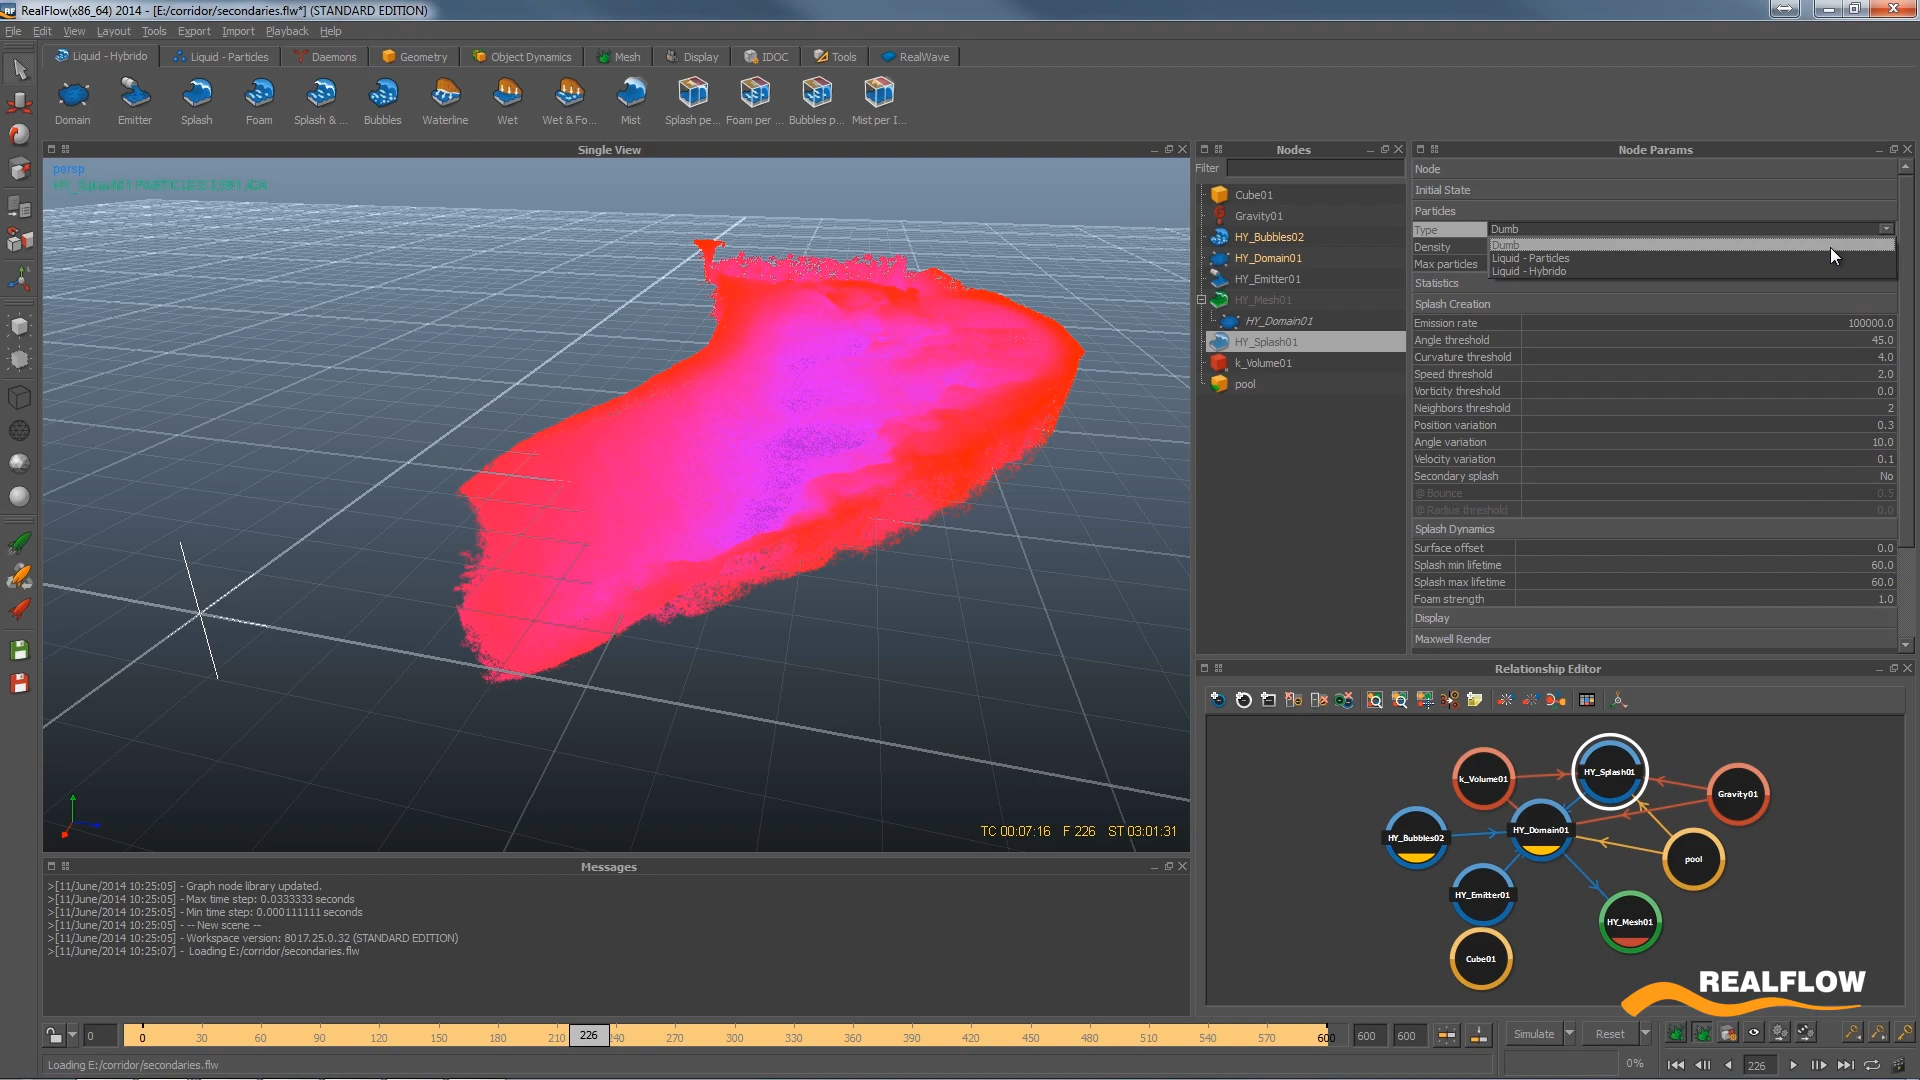 RealFlow(x86_64) 2014 - [E:/corridor/secondaries.flw*] (STANDARD EDITION)
File Edit View Layout Tools Export Import Playback Help
Liquid - Hybrido Liquid - Particles Daemons Geometry Object Dynamics Mesh Display IDOC Tools RealWave
Domain Emitter Splash Foam Splash & ... Bubbles Waterline Wet Wet & Fo... Mist Splash pe... Foam per ... Bubbles p... Mist per I...
Single View
persp
TC 00:07:16 F 226 ST 03:01:31
Messages
>[11/June/2014 10:25:05] - Graph node library updated.
>[11/June/2014 10:25:05] - Max time step: 0.0333333 seconds
>[11/June/2014 10:25:05] - Min time step: 0.000111111 seconds
>[11/June/2014 10:25:05] - -- New scene --
>[11/June/2014 10:25:05] - Workspace version: 8017.25.0.32 (STANDARD EDITION)
>[11/June/2014 10:25:07] - Loading E:/corridor/secondaries.flw
Nodes
Filter
Cube01
Gravity01
HY_Bubbles02
HY_Domain01
HY_Emitter01
HY_Mesh01
HY_Domain01
HY_Splash01
k_Volume01
pool
Node Params
Node
Initial State
Particles
Type Dumb
Density Dumb
Liquid - Particles
Max particles Liquid - Hybrido
Statistics
Splash Creation
Emission rate 100000.0
Angle threshold 45.0
Curvature threshold 4.0
Speed threshold 2.0
Vorticity threshold 0.0
Neighbors threshold 2
Position variation 0.3
Angle variation 10.0
Velocity variation 0.1
Secondary splash No
@ Bounce 0.5
@ Radius threshold 0.0
Splash Dynamics
Surface offset 0.0
Splash min lifetime 60.0
Splash max lifetime 60.0
Foam strength 1.0
Display
Maxwell Render
Relationship Editor
k_Volume01
HY_Splash01
Gravity01
HY_Bubbles02
HY_Domain01
pool
HY_Emitter01
HY_Mesh01
Cube01
REALFLOW
0 0 30 60 90 120 150 180 210 226 240 270 300 330 360 390 420 450 480 510 540 570 600 600 600
Simulate Reset
Loading E:/corridor/secondaries.flw
0% 226